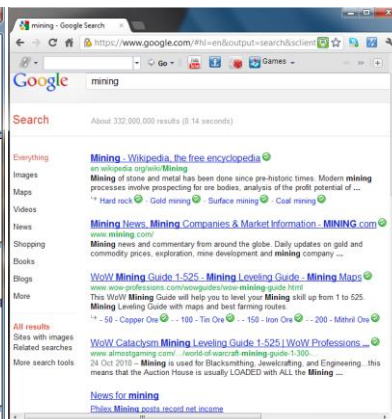 mining - Google Search
https://www.google.com/#hl=en&output=search&sclient
Go
Games
Google
mining
Search
About 332,000,000 results (0.14 seconds)
Everything
Images
Maps
Videos
News
Shopping
Books
Blogs
More
All results
Sites with images
Related searches
More search tools
Mining - Wikipedia, the free encyclopedia
en.wikipedia.org/wiki/Mining
Mining of stone and metal has been done since pre-historic times. Modern mining
processes involve prospecting for ore bodies, analysis of the profit potential of ...
Hard rock - Gold mining - Surface mining - Coal mining
Mining News, Mining Companies & Market Information - MINING.com
www.mining.com/
Mining news and commentary from around the globe. Daily updates on gold and
commodity prices, exploration, mine development and mining company ...
WoW Mining Guide 1-525 - Mining Leveling Guide - Mining Maps
www.wow-professions.com/wowguides/wow-mining-guide.html
This WoW Mining Guide will help you to level your Mining skill up from 1 to 525.
Mining Leveling Guide with maps and best farming routes.
- 50 - Copper Ore - - 100 - Tin Ore - - 150 - Iron Ore - - 200 - Mithril Ore
WoW Cataclysm Mining Leveling Guide 1-525 | WoW Professions ...
www.almostgaming.com/.../world-of-warcraft-mining-guide-1-300-...
24 Oct 2010 – Mining is used for Blacksmithing, Jewelcrafting, and Engineering...this
means that the Auction House is usually LOADED with ALL the Mining ...
News for mining
Philex Mining posts record net income